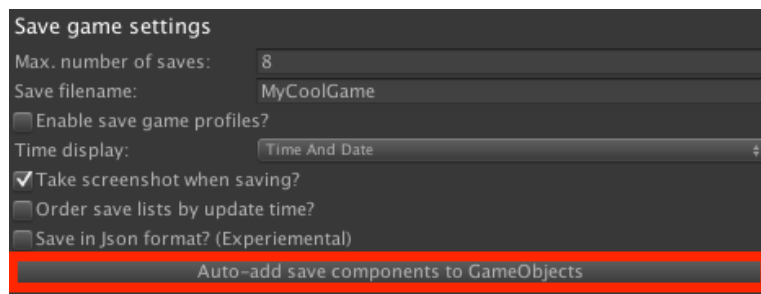 Save game settings
Max. number of saves: 8
Save filename: MyCoolGame
Enable save game profiles?
Time display: Time And Date
Take screenshot when saving?
Order save lists by update time?
Save in Json format? (Experiemental)
Auto-add save components to GameObjects